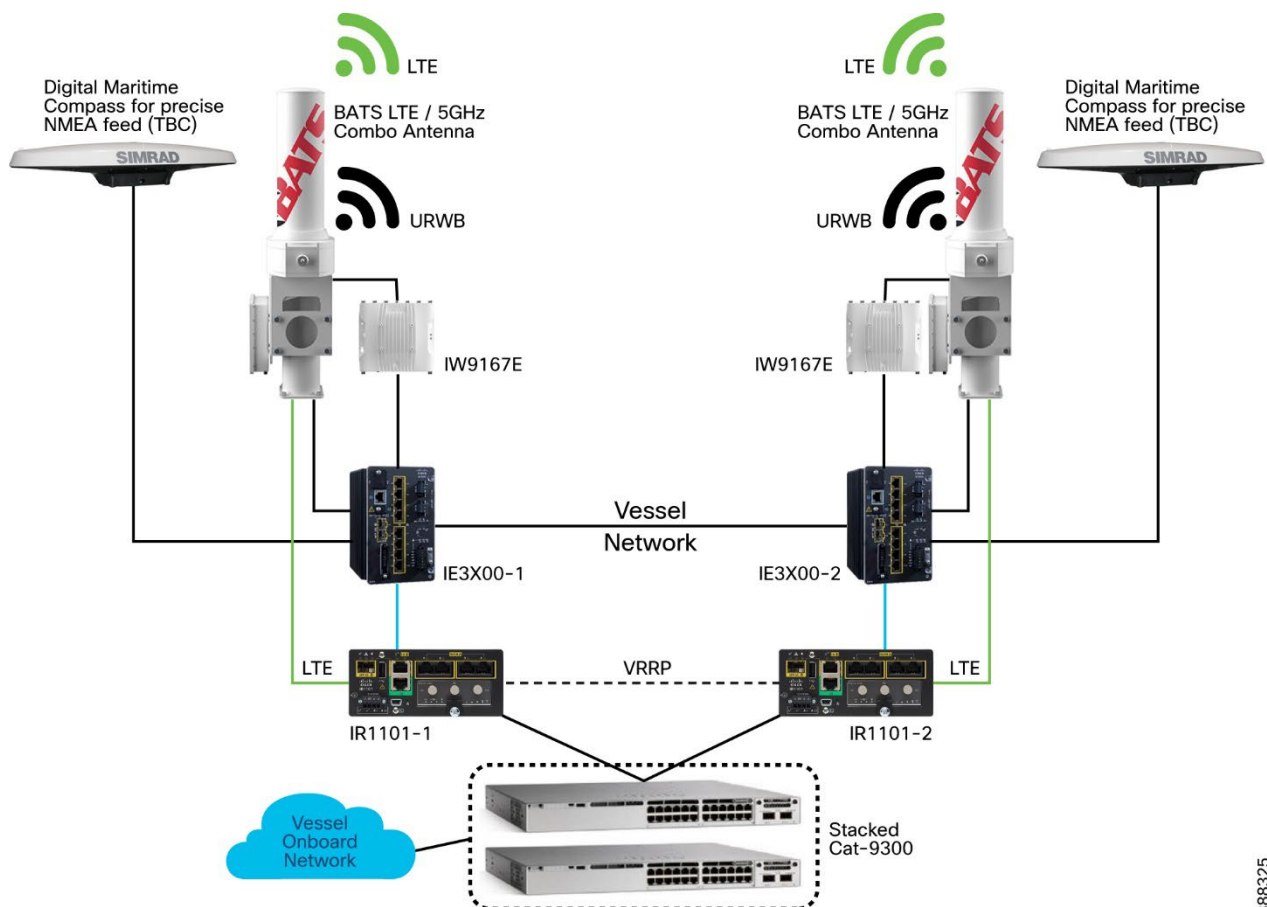 LTE
LTE
Digital Maritime
Compass for precise
NMEA feed (TBC)
BATS LTE / 5GHz
Combo Antenna
BATS LTE / 5GHz
Combo Antenna
Digital Maritime
Compass for precise
NMEA feed (TBC)
SIMRAD
BATS
BATS
SIMRAD
URWB
URWB
IW9167E
IW9167E
Vessel
Network
IE3X00-1
IE3X00-2
LTE
VRRP
LTE
IR1101-1
IR1101-2
Vessel
Onboard
Network
Stacked
Cat-9300